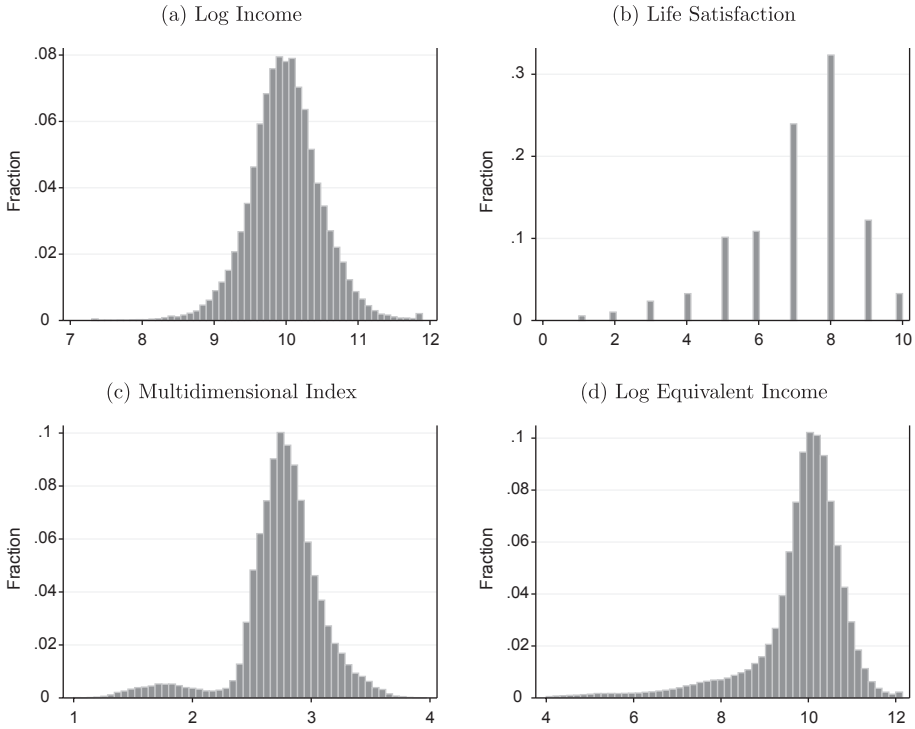 (a) Log Income
.08
.06
.04
.02
0
Fraction
7 8 9 10 11 12
(b) Life Satisfaction
.3
.2
.1
0
Fraction
0 2 4 6 8 10
(c) Multidimensional Index
.1
.08
.06
.04
.02
0
Fraction
1 2 3 4
(d) Log Equivalent Income
.1
.08
.06
.04
.02
0
Fraction
4 6 8 10 12